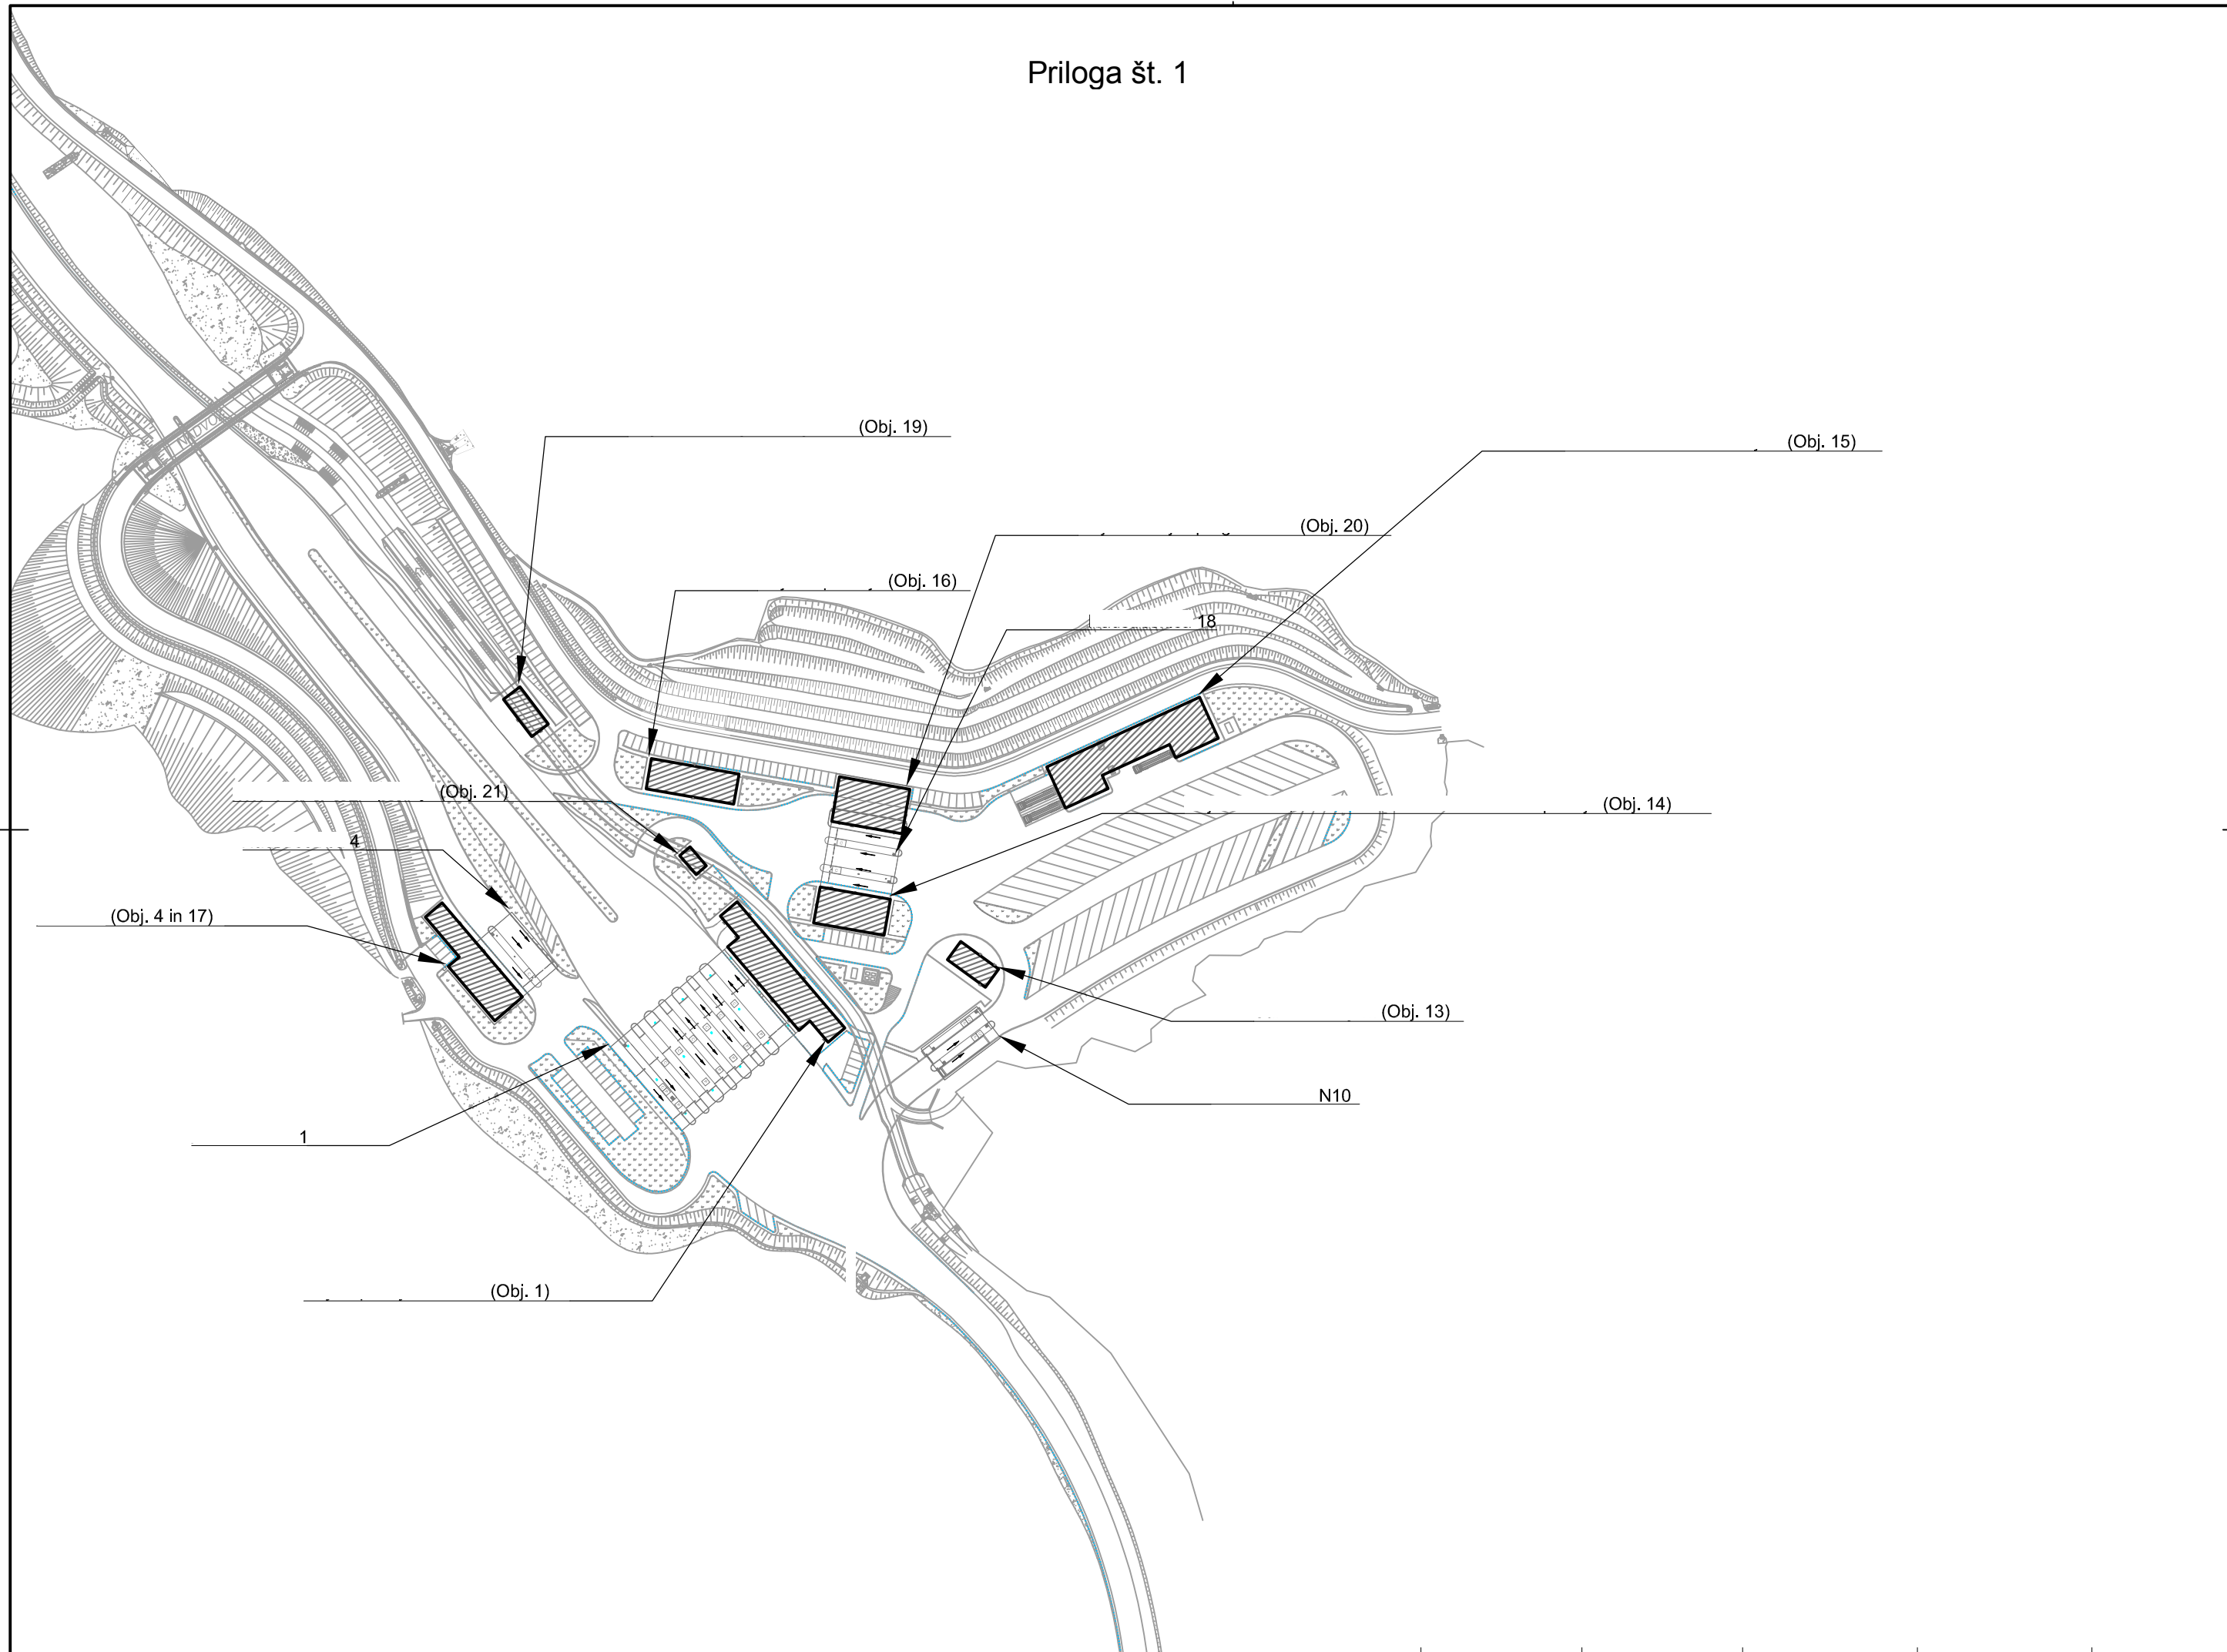 Priloga št. 1
(Obj. 19)
(Obj. 15)
(Obj. 20)
(Obj. 16)
18
(Obj. 21)
(Obj. 14)
4
(Obj. 4 in 17)
(Obj. 13)
N10
1
(Obj. 1)